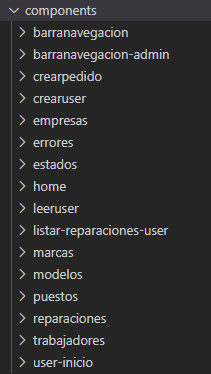 components
barranavegacion
barranavegacion-admin
crearpedido
crearuser
empresas
errores
estados
home
leeruser
listar-reparaciones-user
marcas
modelos
puestos
reparaciones
trabajadores
user-inicio